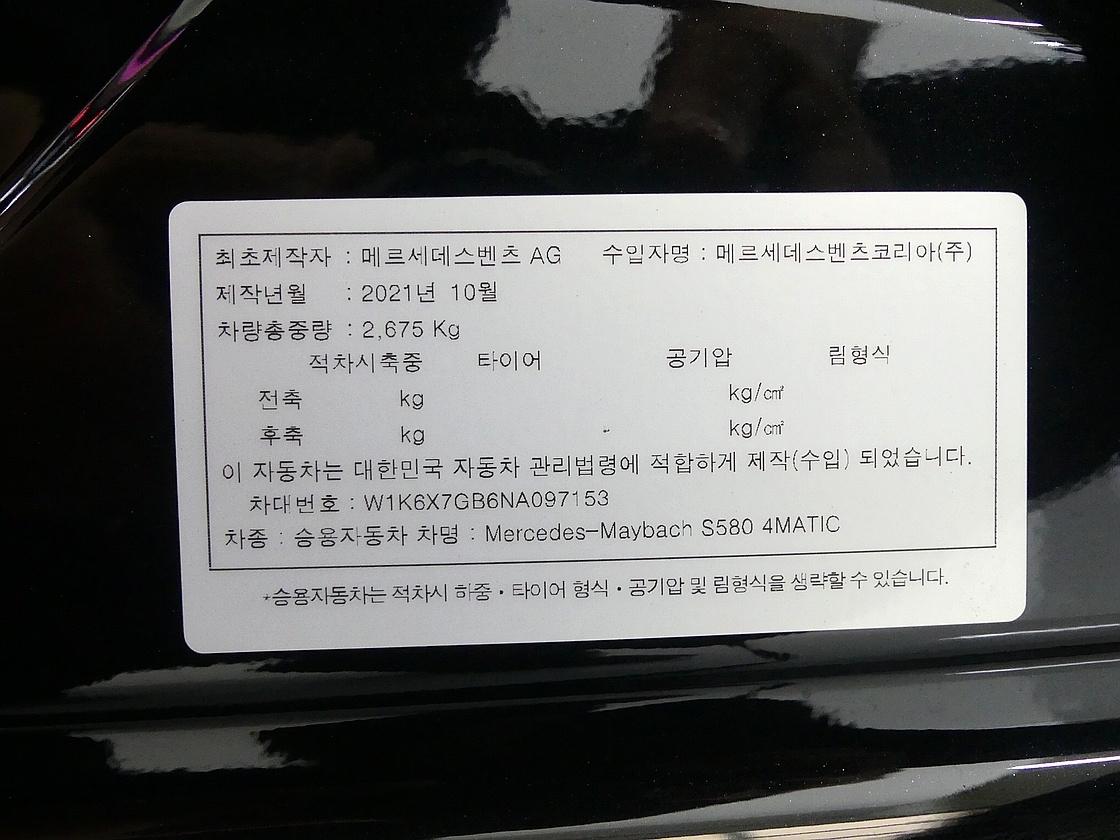 최초제작자 : 메르세데스벤츠 AG 수입자명 : 메르세데스벤츠코리아(주)
제작년월 : 2021년 10월
차량총중량 : 2,675 Kg
적차시축중 타이어 공기압 림형식
전축 kg kg/㎠
후축 kg kg/㎠
이 자동차는 대한민국 자동차 관리법령에 적합하게 제작(수입) 되었습니다.
차대번호 : W1K6X7GB6NA097153
차종 : 승용자동차 차명 : Mercedes-Maybach S580 4MATIC
*승용자동차는 적차시 하중・타이어 형식・공기압 및 림형식을 생략할 수 있습니다.